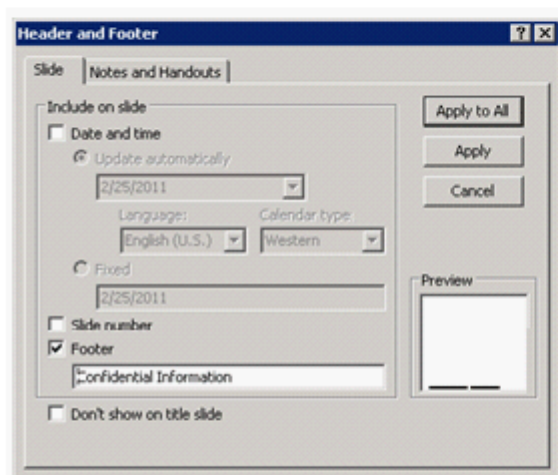 Header and Footer
Slide
Notes and Handouts
Include on slide
Date and time
Update automatically
2/25/2011
Language:
Calendar type
English (U.S.)
Western
Fixed
2/25/2011
Slide number
Footer
Confidential Information
Don't show on title slide
Apply to All
Apply
Cancel
Preview